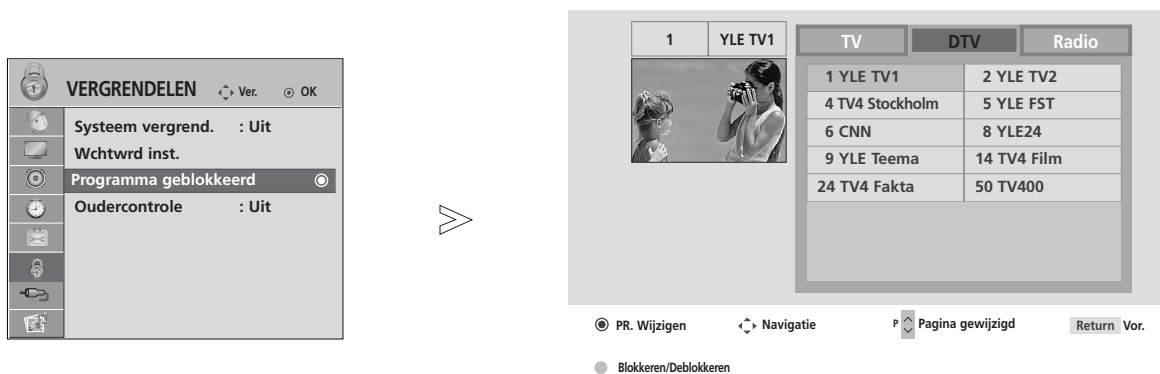 VERGRENDELEN Ver. OK
Systeem vergrend. : Uit
Wchtwrd inst.
Programma geblokkeerd
Oudercontrole : Uit
1 YLE TV1
TV DTV Radio
1 YLE TV1 2 YLE TV2
4 TV4 Stockholm 5 YLE FST
6 CNN 8 YLE24
9 YLE Teema 14 TV4 Film
24 TV4 Fakta 50 TV400
PR. Wijzigen Navigatie P Pagina gewijzigd Return Vor.
Blokkeren/Deblokkeren